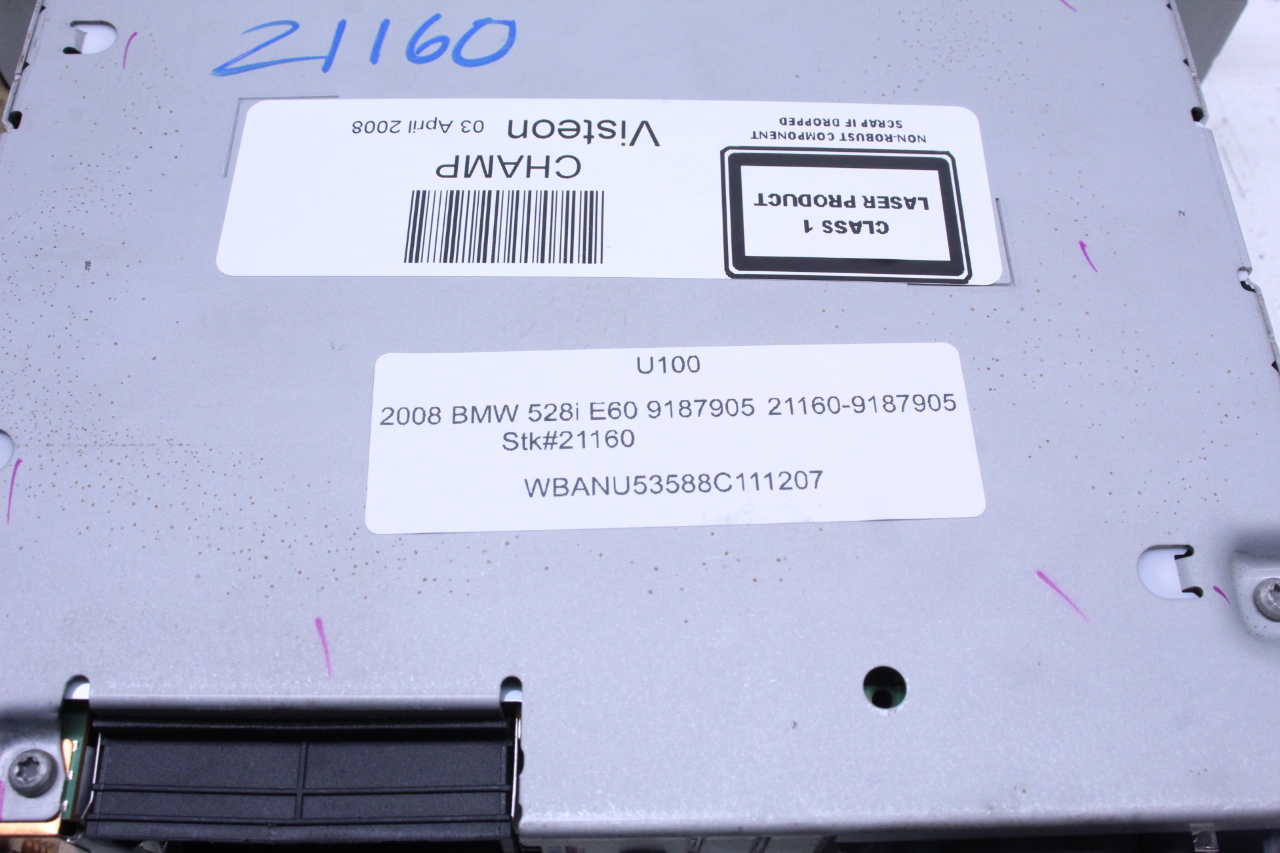 21160
NON-ROBUST COMPONENT
SCRAP IF DROPPED
Visteon 03 April 2008
CHAMP
CLASS 1
LASER PRODUCT
U100
2008 BMW 528i E60 9187905 21160-9187905
Stk#21160
WBANU53588C111207